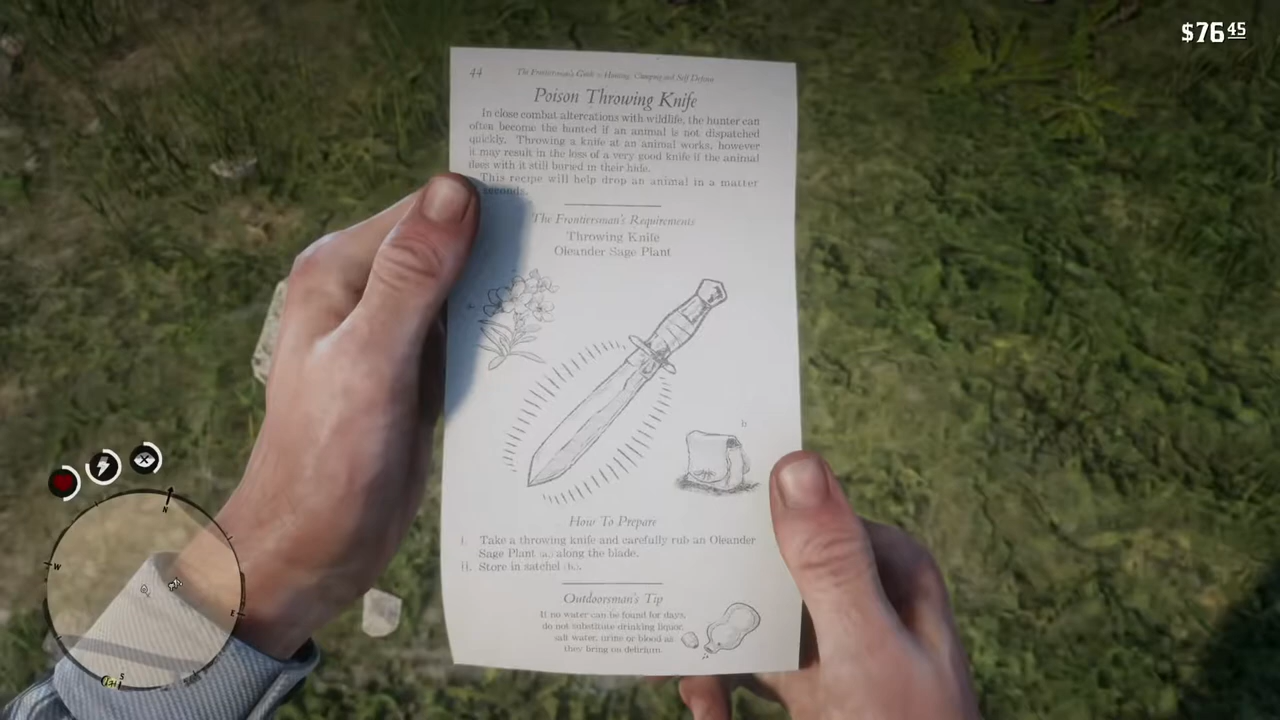 $76 45
44 The Frontiersman's Guide to Hunting, Camping and Self Defense
Poison Throwing Knife
In close combat altercations with wildlife, the hunter can
often become the hunted if an animal is not dispatched
quickly. Throwing a knife at an animal works, however
it may result in the loss of a very good knife if the animal
flees with it still buried in their hide.
This recipe will help drop an animal in a matter
seconds.
The Frontiersman's Requirements
Throwing Knife
Oleander Sage Plant
b
How To Prepare
I. Take a throwing knife and carefully rub an Oleander
Sage Plant (a.) along the blade.
II. Store in satchel (b.).
Outdoorsman's Tip
If no water can be found for days,
do not substitute drinking liquor,
salt water, urine or blood as
they bring on delirium.
N
W
E
S